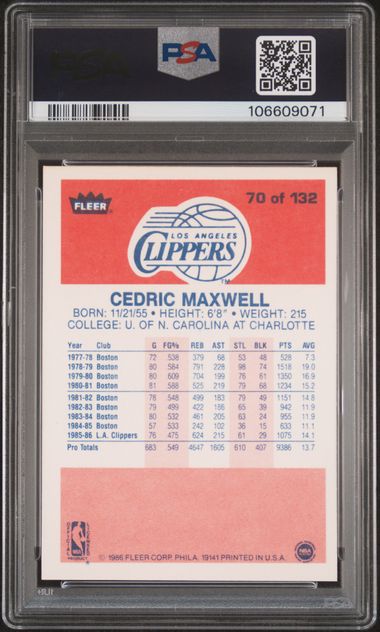 PSA
106609071
FLEER
LOS ANGELES
CLIPPERS
TM
70 of 132
CEDRIC MAXWELL
BORN: 11/21/55 • HEIGHT: 6'8" • WEIGHT: 215
COLLEGE: U. OF N. CAROLINA AT CHARLOTTE
Year Club G FG% REB AST STL BLK PTS AVG
1977-78 Boston 72 .538 379 68 53 48 528 7.3
1978-79 Boston 80 .584 791 228 98 74 1518 19.0
1979-80 Boston 80 .609 704 199 76 61 1350 16.9
1980-81 Boston 81 .588 525 219 79 68 1234 15.2
1981-82 Boston 78 .548 499 183 79 49 1151 14.8
1982-83 Boston 79 .499 422 186 65 39 942 11.9
1983-84 Boston 80 .532 461 205 63 24 955 11.9
1984-85 Boston 57 .533 242 102 36 15 633 11.1
1985-86 L.A. Clippers 76 .475 624 215 61 29 1075 14.1
Pro Totals 683 .549 4647 1605 610 407 9386 13.7
© 1986 FLEER CORP. PHILA. 19141 PRINTED IN U.S.A.